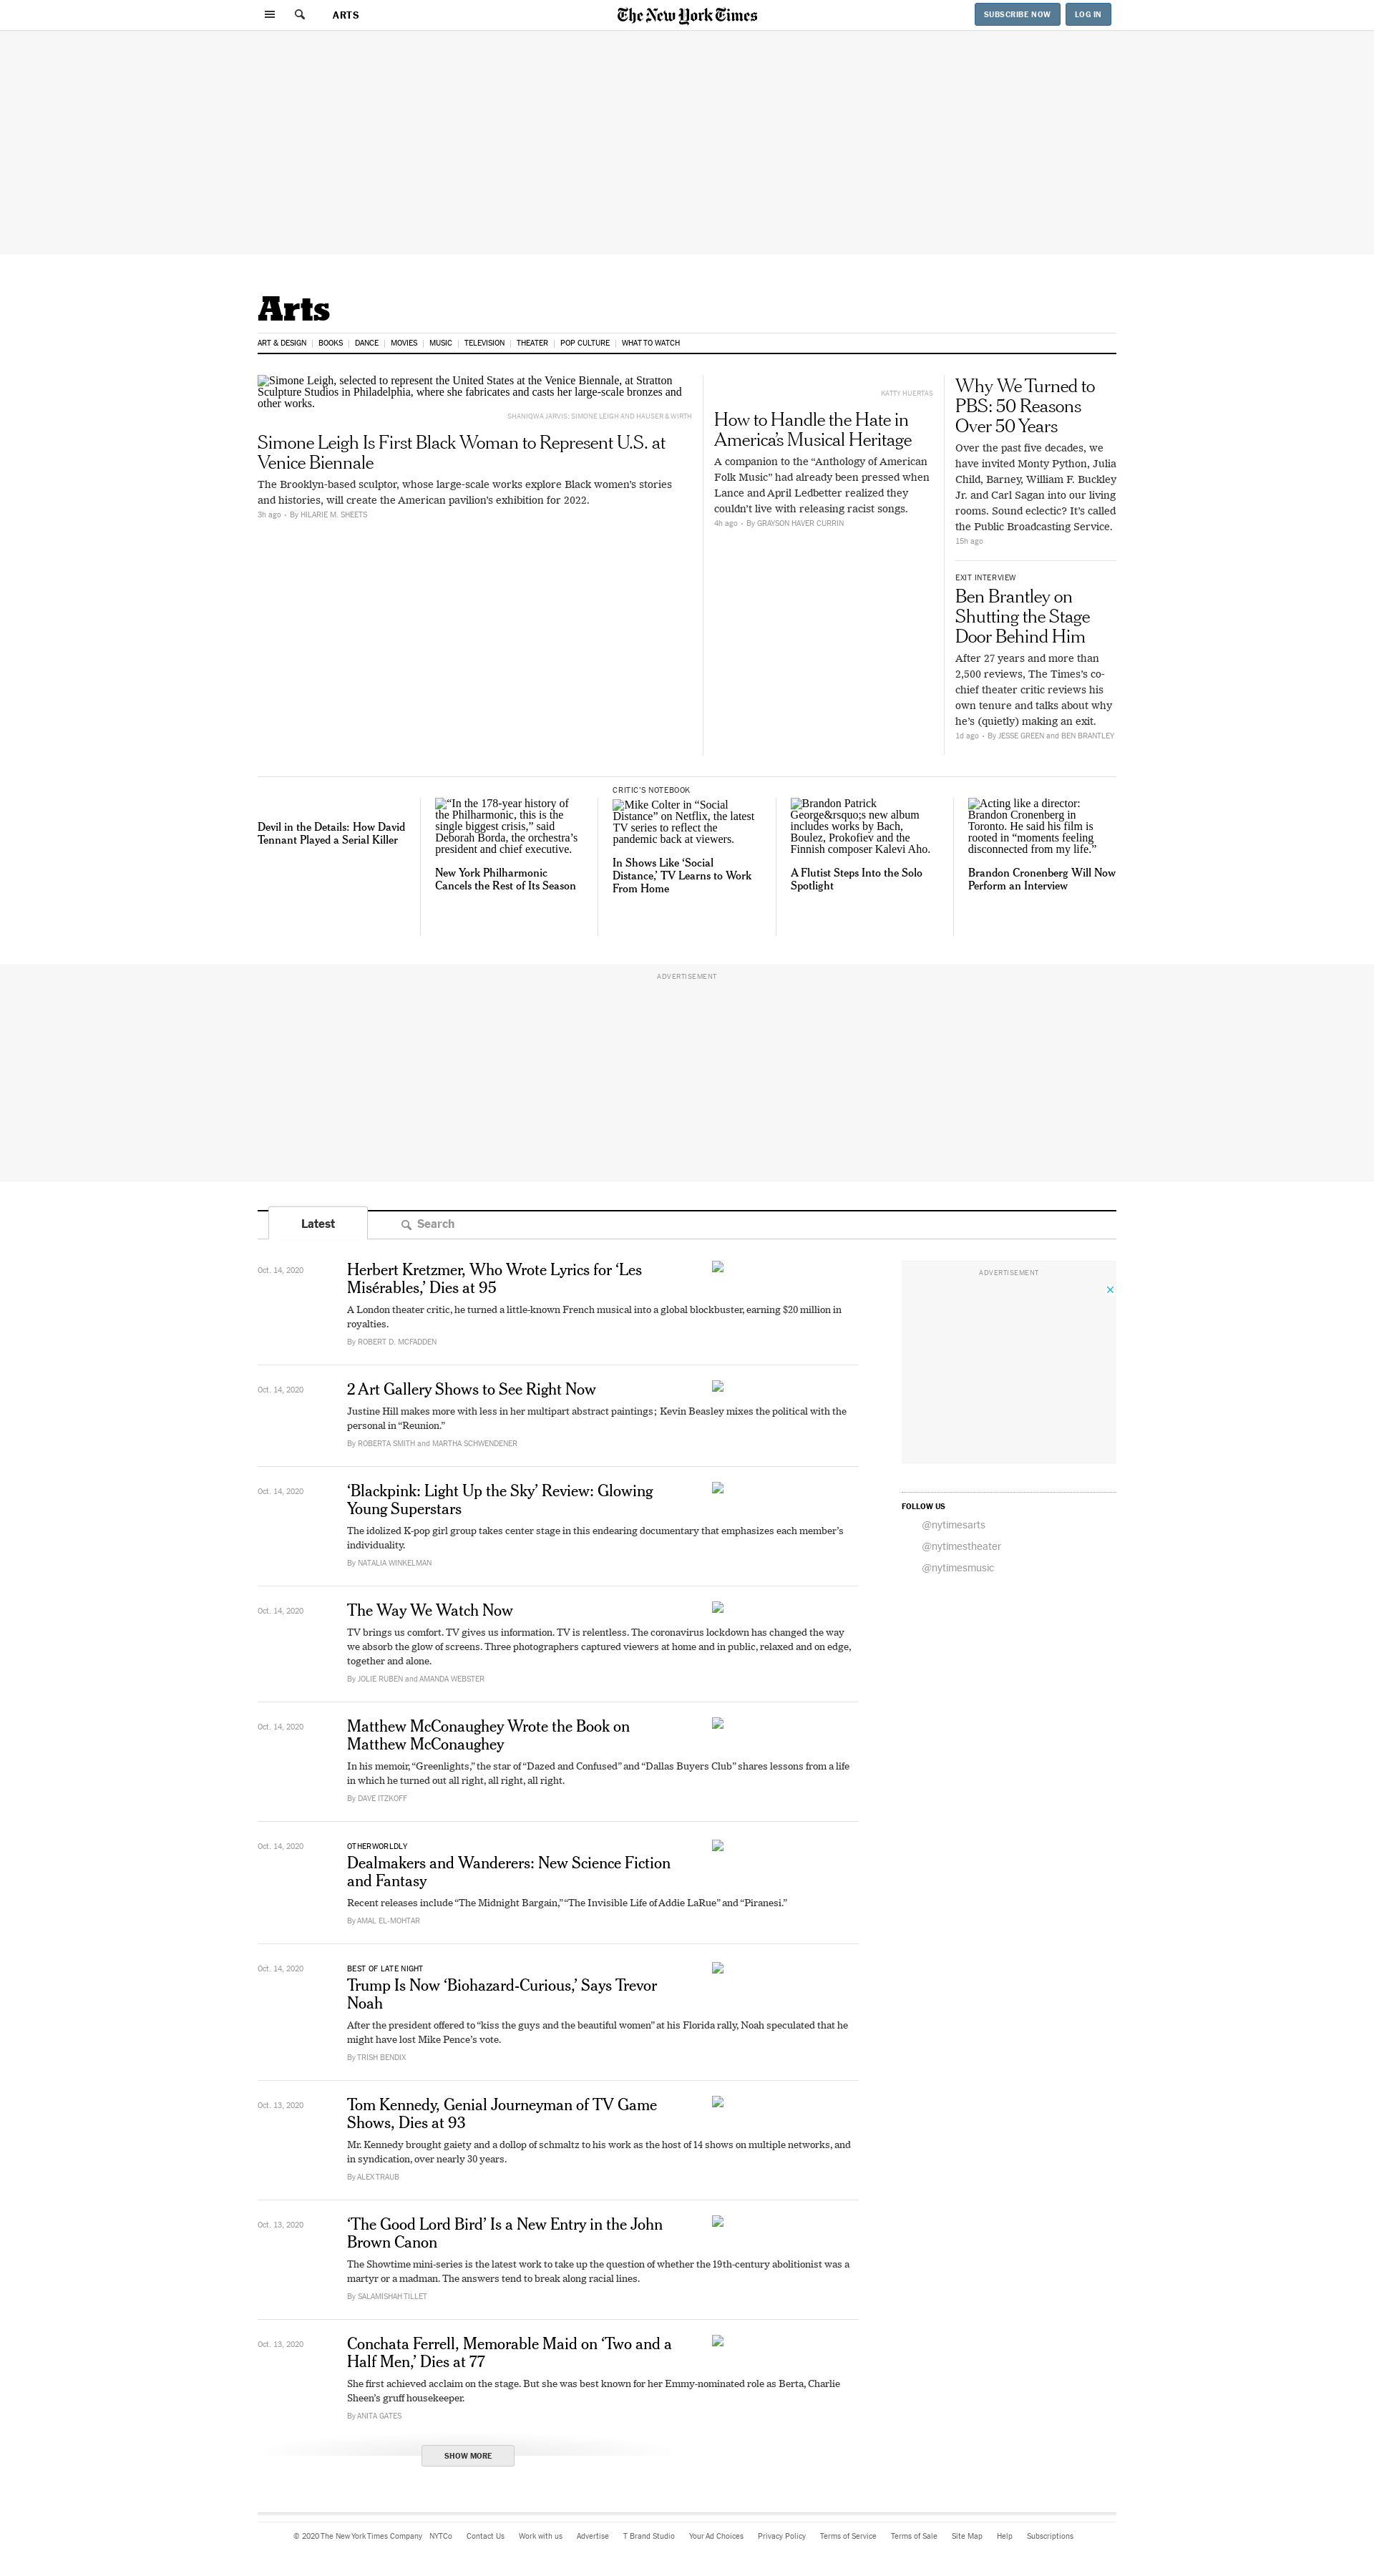 ARTS
The New York Times
SUBSCRIBE NOW
LOG IN
Arts
ART & DESIGN
BOOKS
DANCE
MOVIES
MUSIC
TELEVISION
THEATER
POP CULTURE
WHAT TO WATCH
Simone Leigh, selected to represent the United States at the Venice Biennale, at Stratton
Sculpture Studios in Philadelphia, where she fabricates and casts her large-scale bronzes and
other works.
SHANIQWA JARVIS; SIMONE LEIGH AND HAUSER & WIRTH
Simone Leigh Is First Black Woman to Represent U.S. at
Venice Biennale
The Brooklyn-based sculptor, whose large-scale works explore Black women’s stories
and histories, will create the American pavilion’s exhibition for 2022.
3h ago • By HILARIE M. SHEETS
KATTY HUERTAS
How to Handle the Hate in
America’s Musical Heritage
A companion to the “Anthology of American
Folk Music” had already been pressed when
Lance and April Ledbetter realized they
couldn’t live with releasing racist songs.
4h ago • By GRAYSON HAVER CURRIN
Why We Turned to
PBS: 50 Reasons
Over 50 Years
Over the past five decades, we
have invited Monty Python, Julia
Child, Barney, William F. Buckley
Jr. and Carl Sagan into our living
rooms. Sound eclectic? It’s called
the Public Broadcasting Service.
15h ago
EXIT INTERVIEW
Ben Brantley on
Shutting the Stage
Door Behind Him
After 27 years and more than
2,500 reviews, The Times’s co-
chief theater critic reviews his
own tenure and talks about why
he’s (quietly) making an exit.
1d ago • By JESSE GREEN and BEN BRANTLEY
Devil in the Details: How David
Tennant Played a Serial Killer
“In the 178-year history of
the Philharmonic, this is the
single biggest crisis,” said
Deborah Borda, the orchestra’s
president and chief executive.
New York Philharmonic
Cancels the Rest of Its Season
CRITIC’S NOTEBOOK
Mike Colter in “Social
Distance” on Netflix, the latest
TV series to reflect the
pandemic back at viewers.
In Shows Like ‘Social
Distance,’ TV Learns to Work
From Home
Brandon Patrick
George&rsquo;s new album
includes works by Bach,
Boulez, Prokofiev and the
Finnish composer Kalevi Aho.
A Flutist Steps Into the Solo
Spotlight
Acting like a director:
Brandon Cronenberg in
Toronto. He said his film is
rooted in “moments feeling
disconnected from my life.”
Brandon Cronenberg Will Now
Perform an Interview
ADVERTISEMENT
Latest
Search
Oct. 14, 2020
Herbert Kretzmer, Who Wrote Lyrics for ‘Les
Misérables,’ Dies at 95
A London theater critic, he turned a little-known French musical into a global blockbuster, earning $20 million in
royalties.
By ROBERT D. MCFADDEN
Oct. 14, 2020
2 Art Gallery Shows to See Right Now
Justine Hill makes more with less in her multipart abstract paintings; Kevin Beasley mixes the political with the
personal in “Reunion.”
By ROBERTA SMITH and MARTHA SCHWENDENER
Oct. 14, 2020
‘Blackpink: Light Up the Sky’ Review: Glowing
Young Superstars
The idolized K-pop girl group takes center stage in this endearing documentary that emphasizes each member’s
individuality.
By NATALIA WINKELMAN
Oct. 14, 2020
The Way We Watch Now
TV brings us comfort. TV gives us information. TV is relentless. The coronavirus lockdown has changed the way
we absorb the glow of screens. Three photographers captured viewers at home and in public, relaxed and on edge,
together and alone.
By JOLIE RUBEN and AMANDA WEBSTER
Oct. 14, 2020
Matthew McConaughey Wrote the Book on
Matthew McConaughey
In his memoir, “Greenlights,” the star of “Dazed and Confused” and “Dallas Buyers Club” shares lessons from a life
in which he turned out all right, all right, all right.
By DAVE ITZKOFF
Oct. 14, 2020
OTHERWORLDLY
Dealmakers and Wanderers: New Science Fiction
and Fantasy
Recent releases include “The Midnight Bargain,” “The Invisible Life of Addie LaRue” and “Piranesi.”
By AMAL EL-MOHTAR
Oct. 14, 2020
BEST OF LATE NIGHT
Trump Is Now ‘Biohazard-Curious,’ Says Trevor
Noah
After the president offered to “kiss the guys and the beautiful women” at his Florida rally, Noah speculated that he
might have lost Mike Pence’s vote.
By TRISH BENDIX
Oct. 13, 2020
Tom Kennedy, Genial Journeyman of TV Game
Shows, Dies at 93
Mr. Kennedy brought gaiety and a dollop of schmaltz to his work as the host of 14 shows on multiple networks, and
in syndication, over nearly 30 years.
By ALEX TRAUB
Oct. 13, 2020
‘The Good Lord Bird’ Is a New Entry in the John
Brown Canon
The Showtime mini-series is the latest work to take up the question of whether the 19th-century abolitionist was a
martyr or a madman. The answers tend to break along racial lines.
By SALAMISHAH TILLET
Oct. 13, 2020
Conchata Ferrell, Memorable Maid on ‘Two and a
Half Men,’ Dies at 77
She first achieved acclaim on the stage. But she was best known for her Emmy-nominated role as Berta, Charlie
Sheen’s gruff housekeeper.
By ANITA GATES
SHOW MORE
ADVERTISEMENT
FOLLOW US
@nytimesarts
@nytimestheater
@nytimesmusic
© 2020 The New York Times Company
NYTCo
Contact Us
Work with us
Advertise
T Brand Studio
Your Ad Choices
Privacy Policy
Terms of Service
Terms of Sale
Site Map
Help
Subscriptions